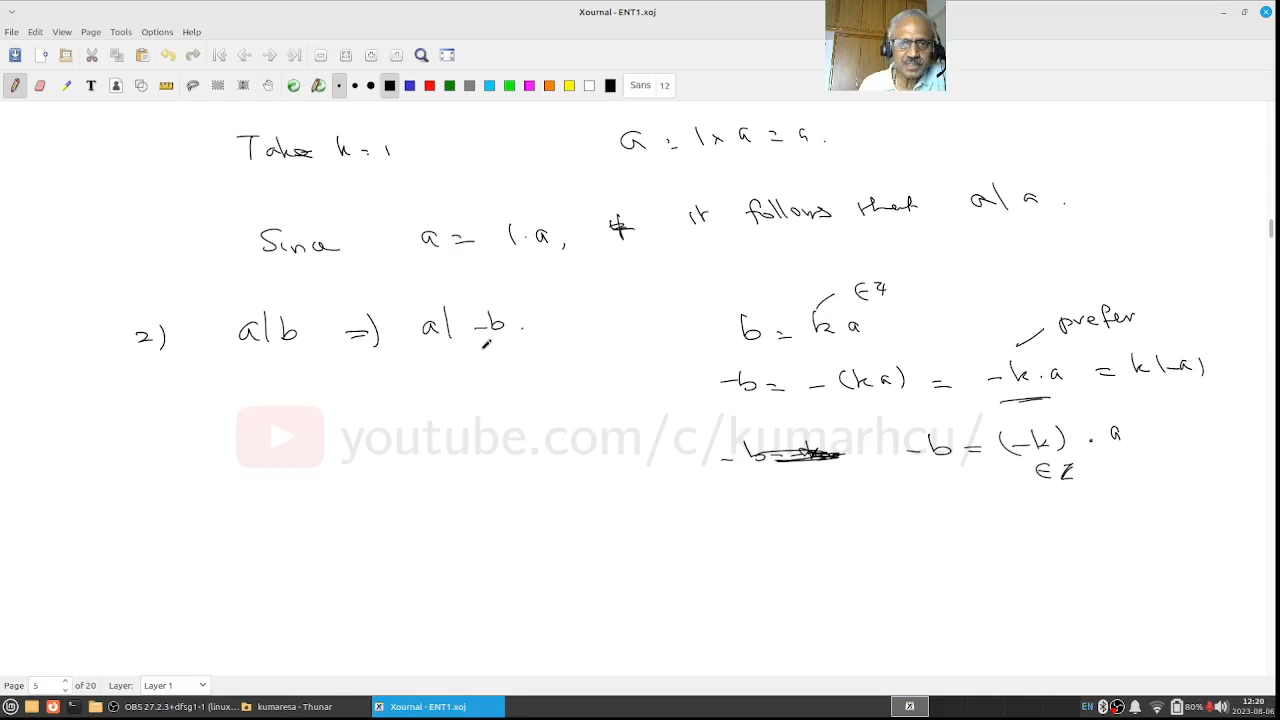 Xournal - ENT1.xoj
File Edit View Page Tools Options Help
T
Sans 12
Take k = 1 a = 1 x a = a .
Since a = 1 . a , it follows that a | a .
2) a | b => a | -b . b = k a ∈ Z
prefer
-b = - (k a) = -k . a = k (-a)
-b = -b = (-k) . a
∈ Z
youtube.com/c/kumarhcu/
Page 5 of 20 Layer: Layer 1
OBS 27.2.3+dfsg1-1 (linux... kumaresa - Thunar Xournal - ENT1.xoj EN 80% 12:20
2023-08-06